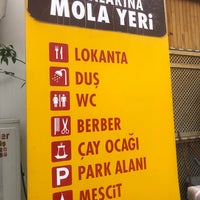 MOLA YERİ
LOKANTA
DUŞ
WC
BERBER
ÇAY OCAĞI
P PARK ALANI
MESCİT